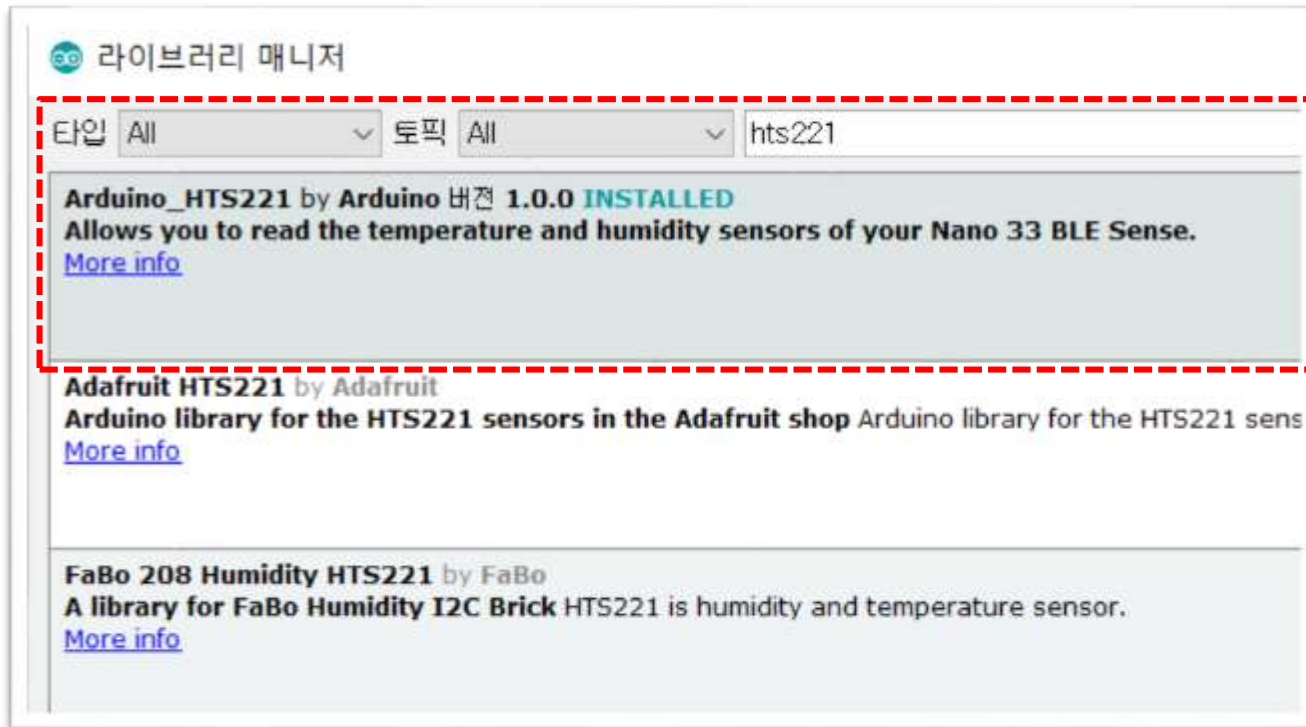 라이브러리 매니저
타입 All 토픽 All hts221
Arduino_HTS221 by Arduino 버전 1.0.0 INSTALLED
Allows you to read the temperature and humidity sensors of your Nano 33 BLE Sense.
More info
Adafruit HTS221 by Adafruit
Arduino library for the HTS221 sensors in the Adafruit shop Arduino library for the HTS221 sens
More info
FaBo 208 Humidity HTS221 by FaBo
A library for FaBo Humidity I2C Brick HTS221 is humidity and temperature sensor.
More info